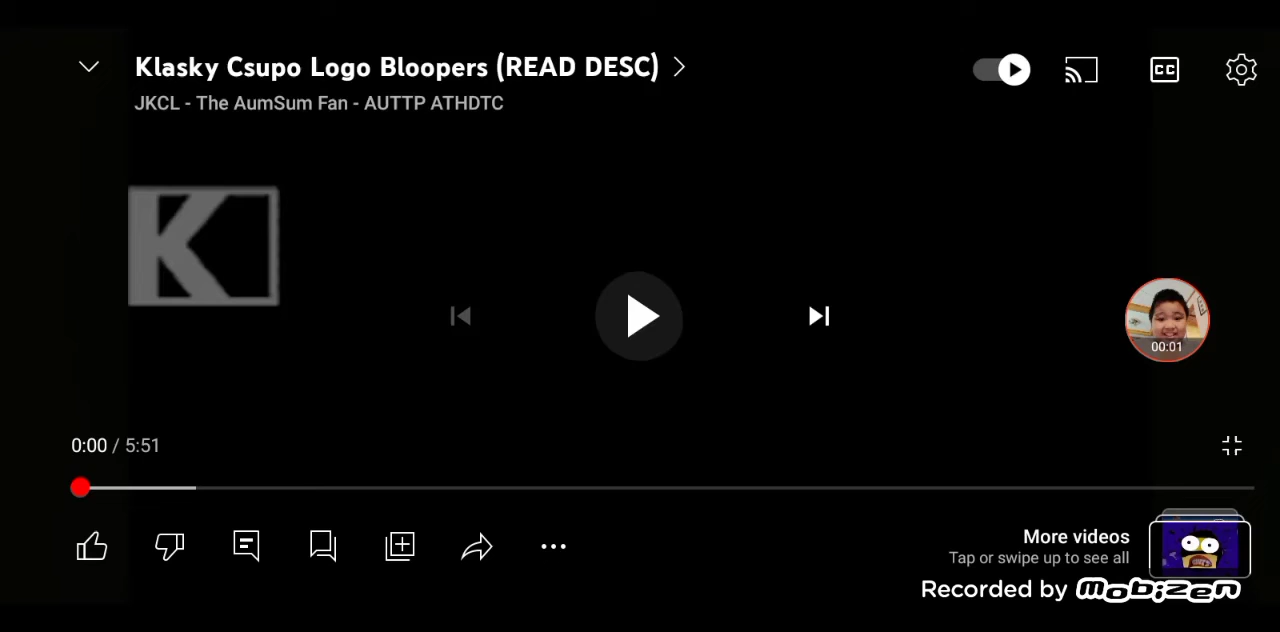 Klasky Csupo Logo Bloopers (READ DESC)
CC
JKCL - The AumSum Fan - AUTTP ATHDTC
K
00:01
0:00 / 5:51
More videos
Tap or swipe up to see all
Recorded by Mobizen